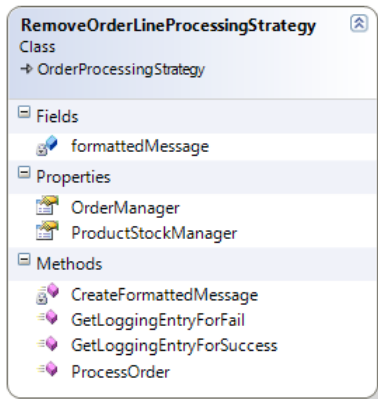 RemoveOrderLineProcessingStrategy
Class
OrderProcessingStrategy
Fields
formattedMessage
Properties
OrderManager
ProductStockManager
Methods
CreateFormattedMessage
GetLoggingEntryForFail
GetLoggingEntryForSuccess
ProcessOrder